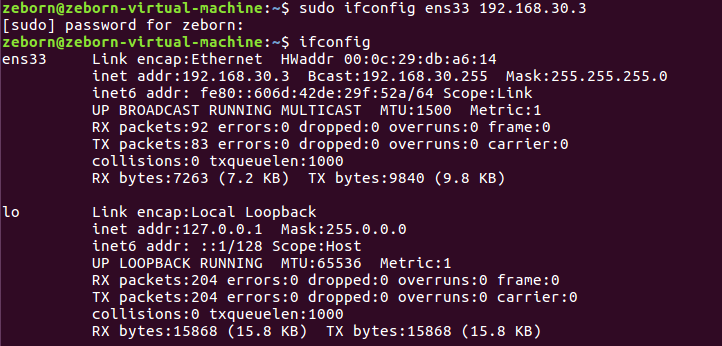 zeborn@zeborn-virtual-machine:~$ sudo ifconfig ens33 192.168.30.3
[sudo] password for zeborn:
zeborn@zeborn-virtual-machine:~$ ifconfig
ens33     Link encap:Ethernet  HWaddr 00:0c:29:db:a6:14
          inet addr:192.168.30.3  Bcast:192.168.30.255  Mask:255.255.255.0
          inet6 addr: fe80::606d:42de:29f:52a/64 Scope:Link
          UP BROADCAST RUNNING MULTICAST  MTU:1500  Metric:1
          RX packets:92 errors:0 dropped:0 overruns:0 frame:0
          TX packets:83 errors:0 dropped:0 overruns:0 carrier:0
          collisions:0 txqueuelen:1000
          RX bytes:7263 (7.2 KB)  TX bytes:9840 (9.8 KB)

lo        Link encap:Local Loopback
          inet addr:127.0.0.1  Mask:255.0.0.0
          inet6 addr: ::1/128 Scope:Host
          UP LOOPBACK RUNNING  MTU:65536  Metric:1
          RX packets:204 errors:0 dropped:0 overruns:0 frame:0
          TX packets:204 errors:0 dropped:0 overruns:0 carrier:0
          collisions:0 txqueuelen:1000
          RX bytes:15868 (15.8 KB)  TX bytes:15868 (15.8 KB)